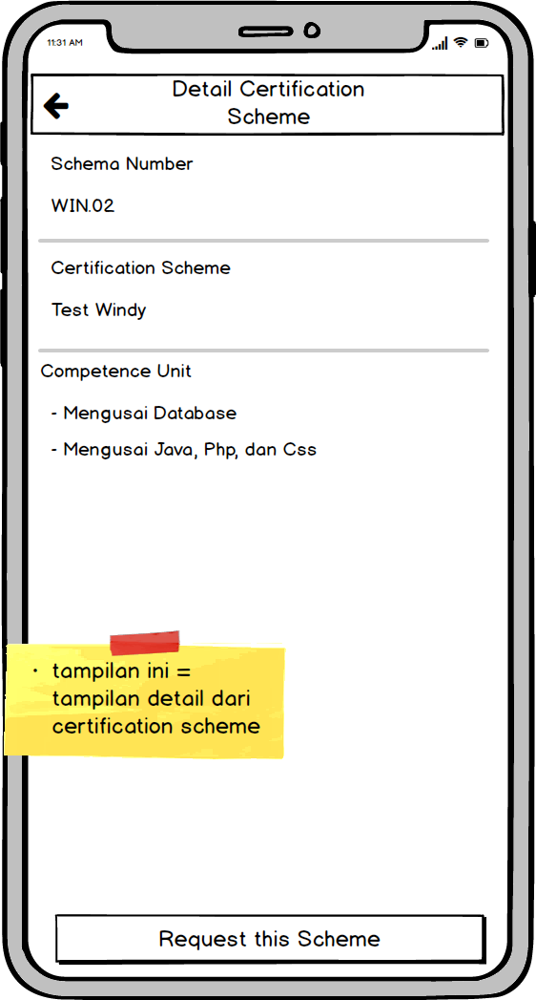 11:31 AM
Detail Certification
Scheme
Schema Number
WIN.02
Certification Scheme
Test Windy
Competence Unit
- Mengusai Database
- Mengusai Java, Php, dan Css
· tampilan ini =
tampilan detail dari
certification scheme
Request this Scheme